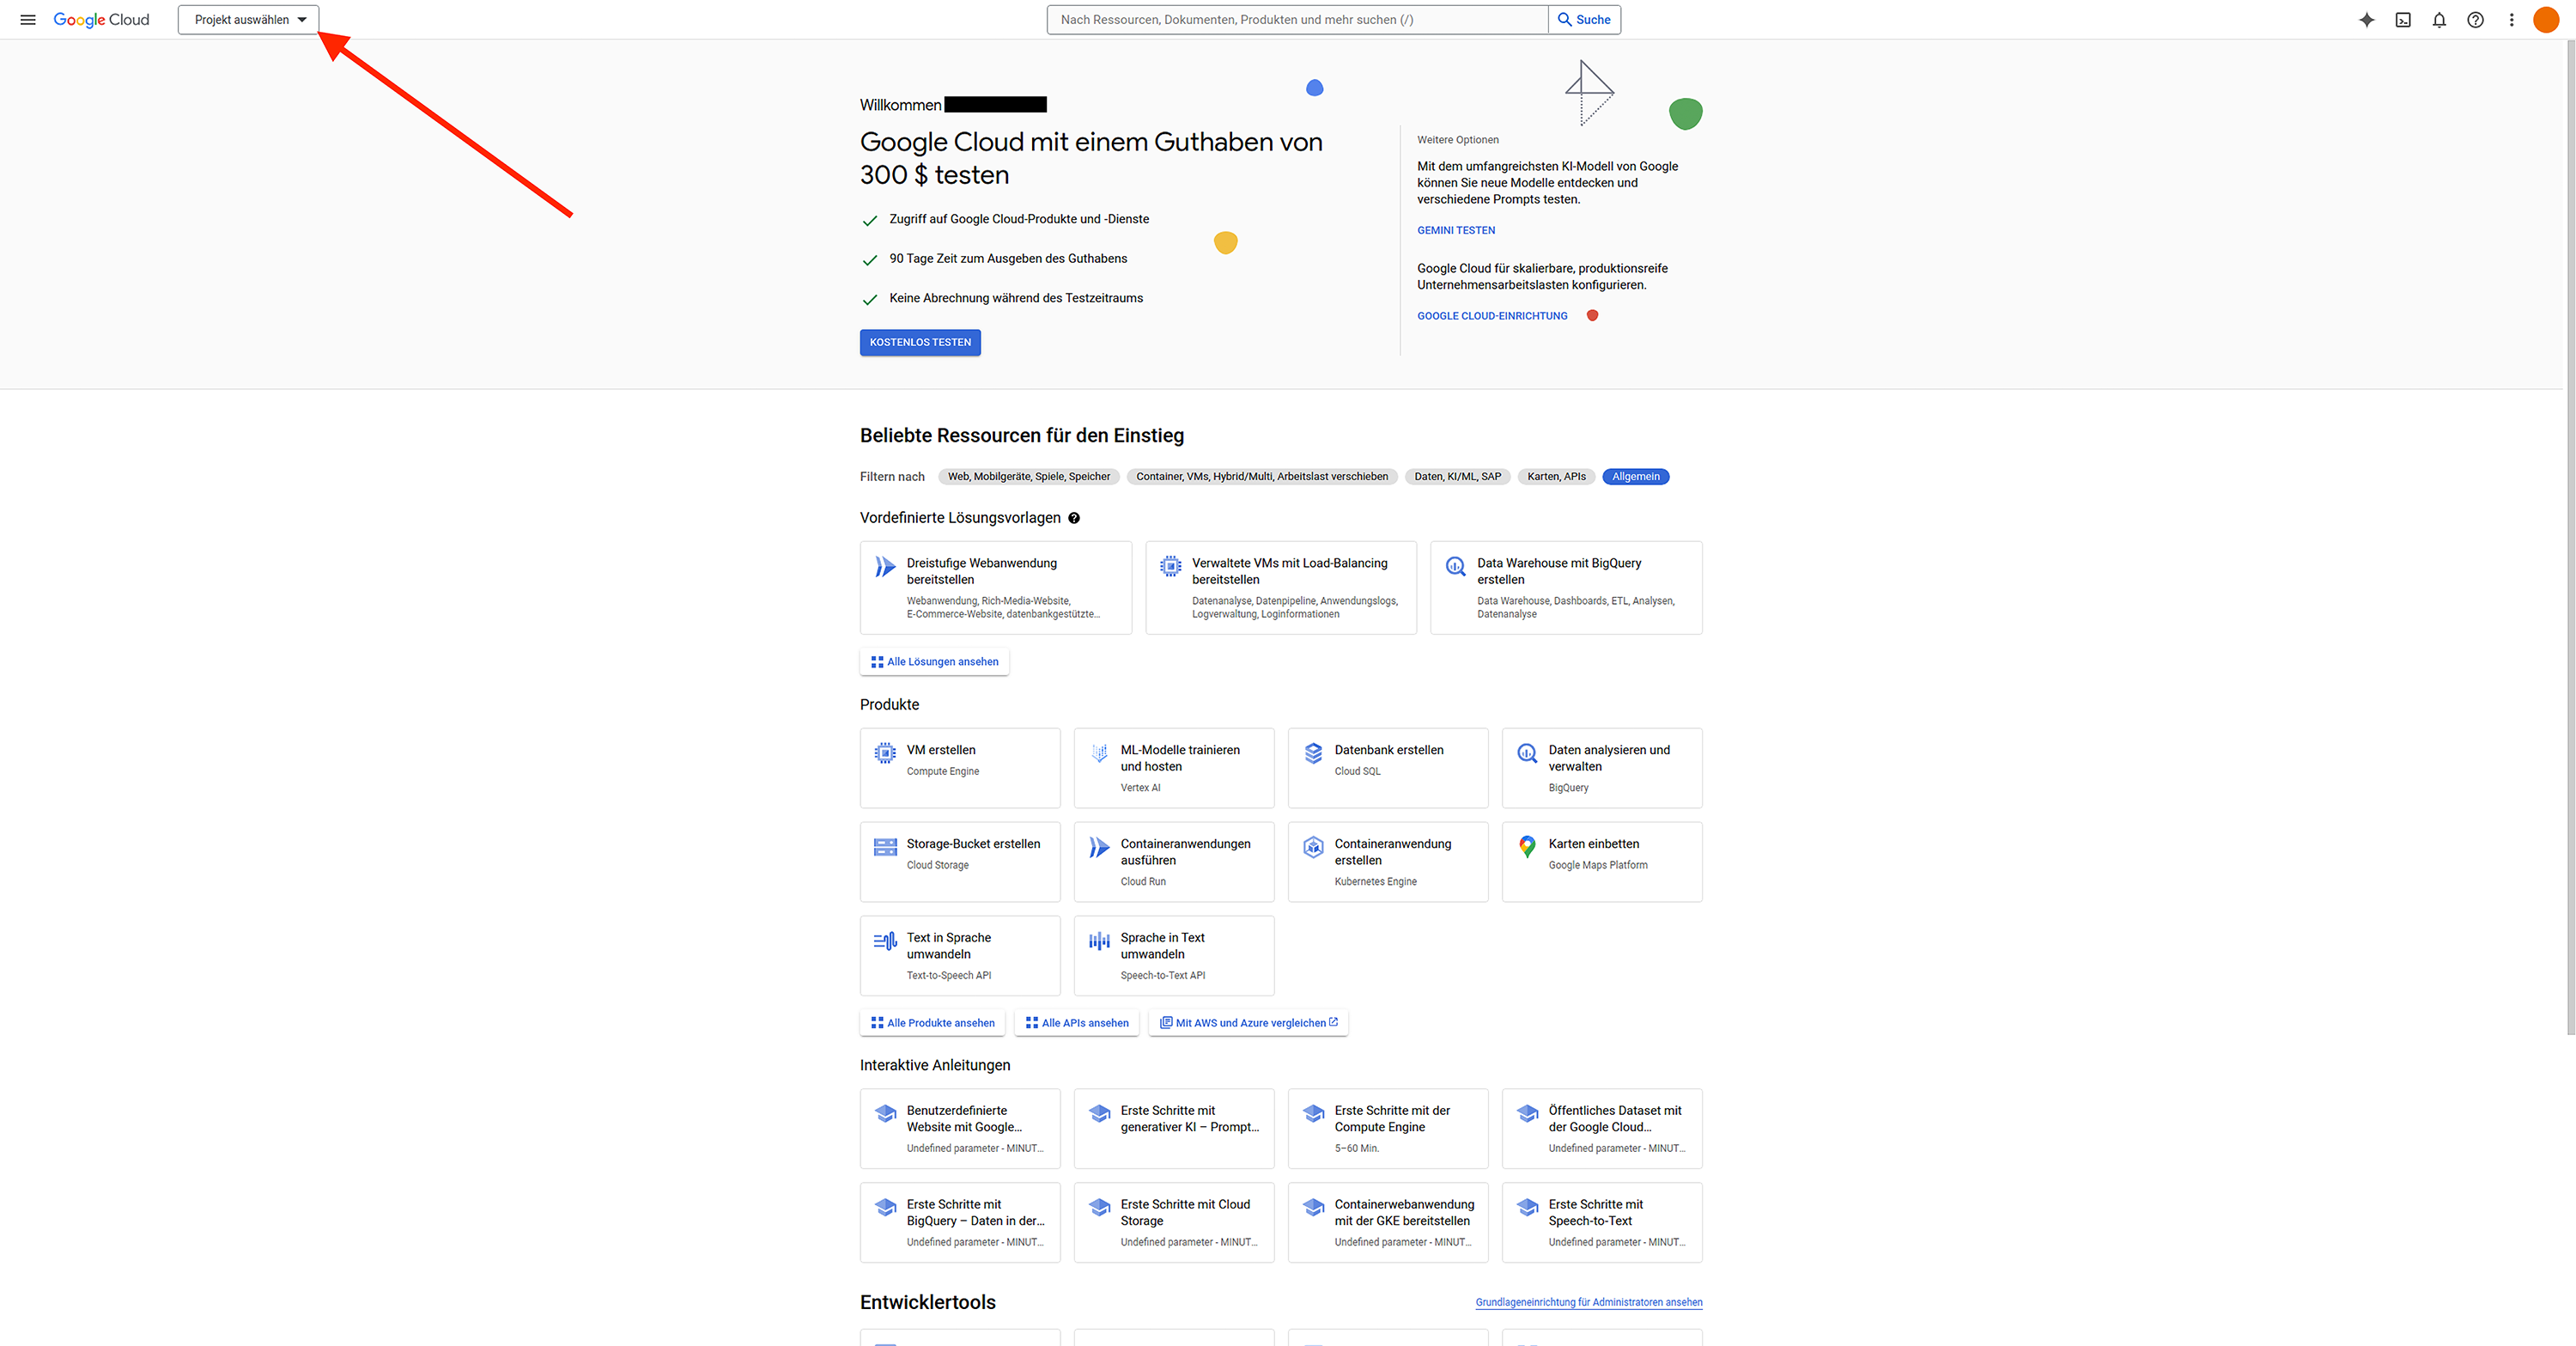 Google Cloud
Projekt auswählen
Nach Ressourcen, Dokumenten, Produkten und mehr suchen (/)
Suche
Willkommen
Google Cloud mit einem Guthaben von
300 $ testen
Zugriff auf Google Cloud-Produkte und -Dienste
90 Tage Zeit zum Ausgeben des Guthabens
Keine Abrechnung während des Testzeitraums
KOSTENLOS TESTEN
Weitere Optionen
Mit dem umfangreichsten KI-Modell von Google
können Sie neue Modelle entdecken und
verschiedene Prompts testen.
GEMINI TESTEN
Google Cloud für skalierbare, produktionsreife
Unternehmensarbeitslasten konfigurieren.
GOOGLE CLOUD-EINRICHTUNG
Beliebte Ressourcen für den Einstieg
Filtern nach
Web, Mobilgeräte, Spiele, Speicher
Container, VMs, Hybrid/Multi, Arbeitslast verschieben
Daten, KI/ML, SAP
Karten, APIs
Allgemein
Vordefinierte Lösungsvorlagen
Dreistufige Webanwendung
bereitstellen
Webanwendung, Rich-Media-Website,
E-Commerce-Website, datenbankgestützte...
Verwaltete VMs mit Load-Balancing
bereitstellen
Datenanalyse, Datenpipeline, Anwendungslogs,
Logverwaltung, Loginformationen
Data Warehouse mit BigQuery
erstellen
Data Warehouse, Dashboards, ETL, Analysen,
Datenanalyse
Alle Lösungen ansehen
Produkte
VM erstellen
Compute Engine
ML-Modelle trainieren
und hosten
Vertex AI
Datenbank erstellen
Cloud SQL
Daten analysieren und
verwalten
BigQuery
Storage-Bucket erstellen
Cloud Storage
Containeranwendungen
ausführen
Cloud Run
Containeranwendung
erstellen
Kubernetes Engine
Karten einbetten
Google Maps Platform
Text in Sprache
umwandeln
Text-to-Speech API
Sprache in Text
umwandeln
Speech-to-Text API
Alle Produkte ansehen
Alle APIs ansehen
Mit AWS und Azure vergleichen
Interaktive Anleitungen
Benutzerdefinierte
Website mit Google...
Undefined parameter - MINUT...
Erste Schritte mit
generativer KI – Prompt...
Erste Schritte mit der
Compute Engine
5–60 Min.
Öffentliches Dataset mit
der Google Cloud...
Undefined parameter - MINUT...
Erste Schritte mit
BigQuery – Daten in der...
Undefined parameter - MINUT...
Erste Schritte mit Cloud
Storage
Undefined parameter - MINUT...
Containerwebanwendung
mit der GKE bereitstellen
Undefined parameter - MINUT...
Erste Schritte mit
Speech-to-Text
Undefined parameter - MINUT...
Entwicklertools
Grundlageneinrichtung für Administratoren ansehen